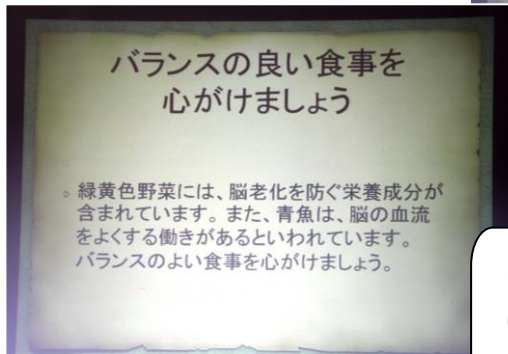 バランスの良い食事を
心がけましょう
緑黄色野菜には、脳老化を防ぐ栄養成分が
含まれています。また、青魚は、脳の血流
をよくする働きがあるといわれています。
バランスのよい食事を心がけましょう。